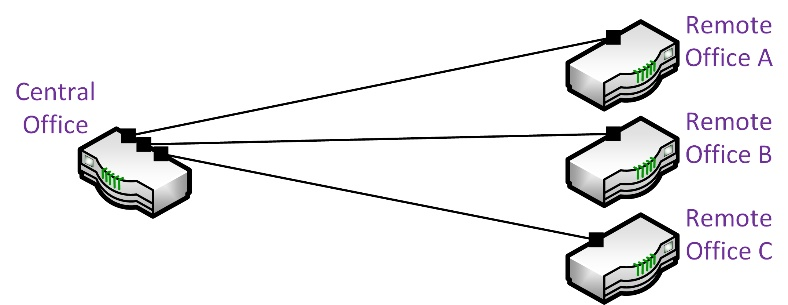 Central
Office
Remote
Office A
Remote
Office B
Remote
Office C